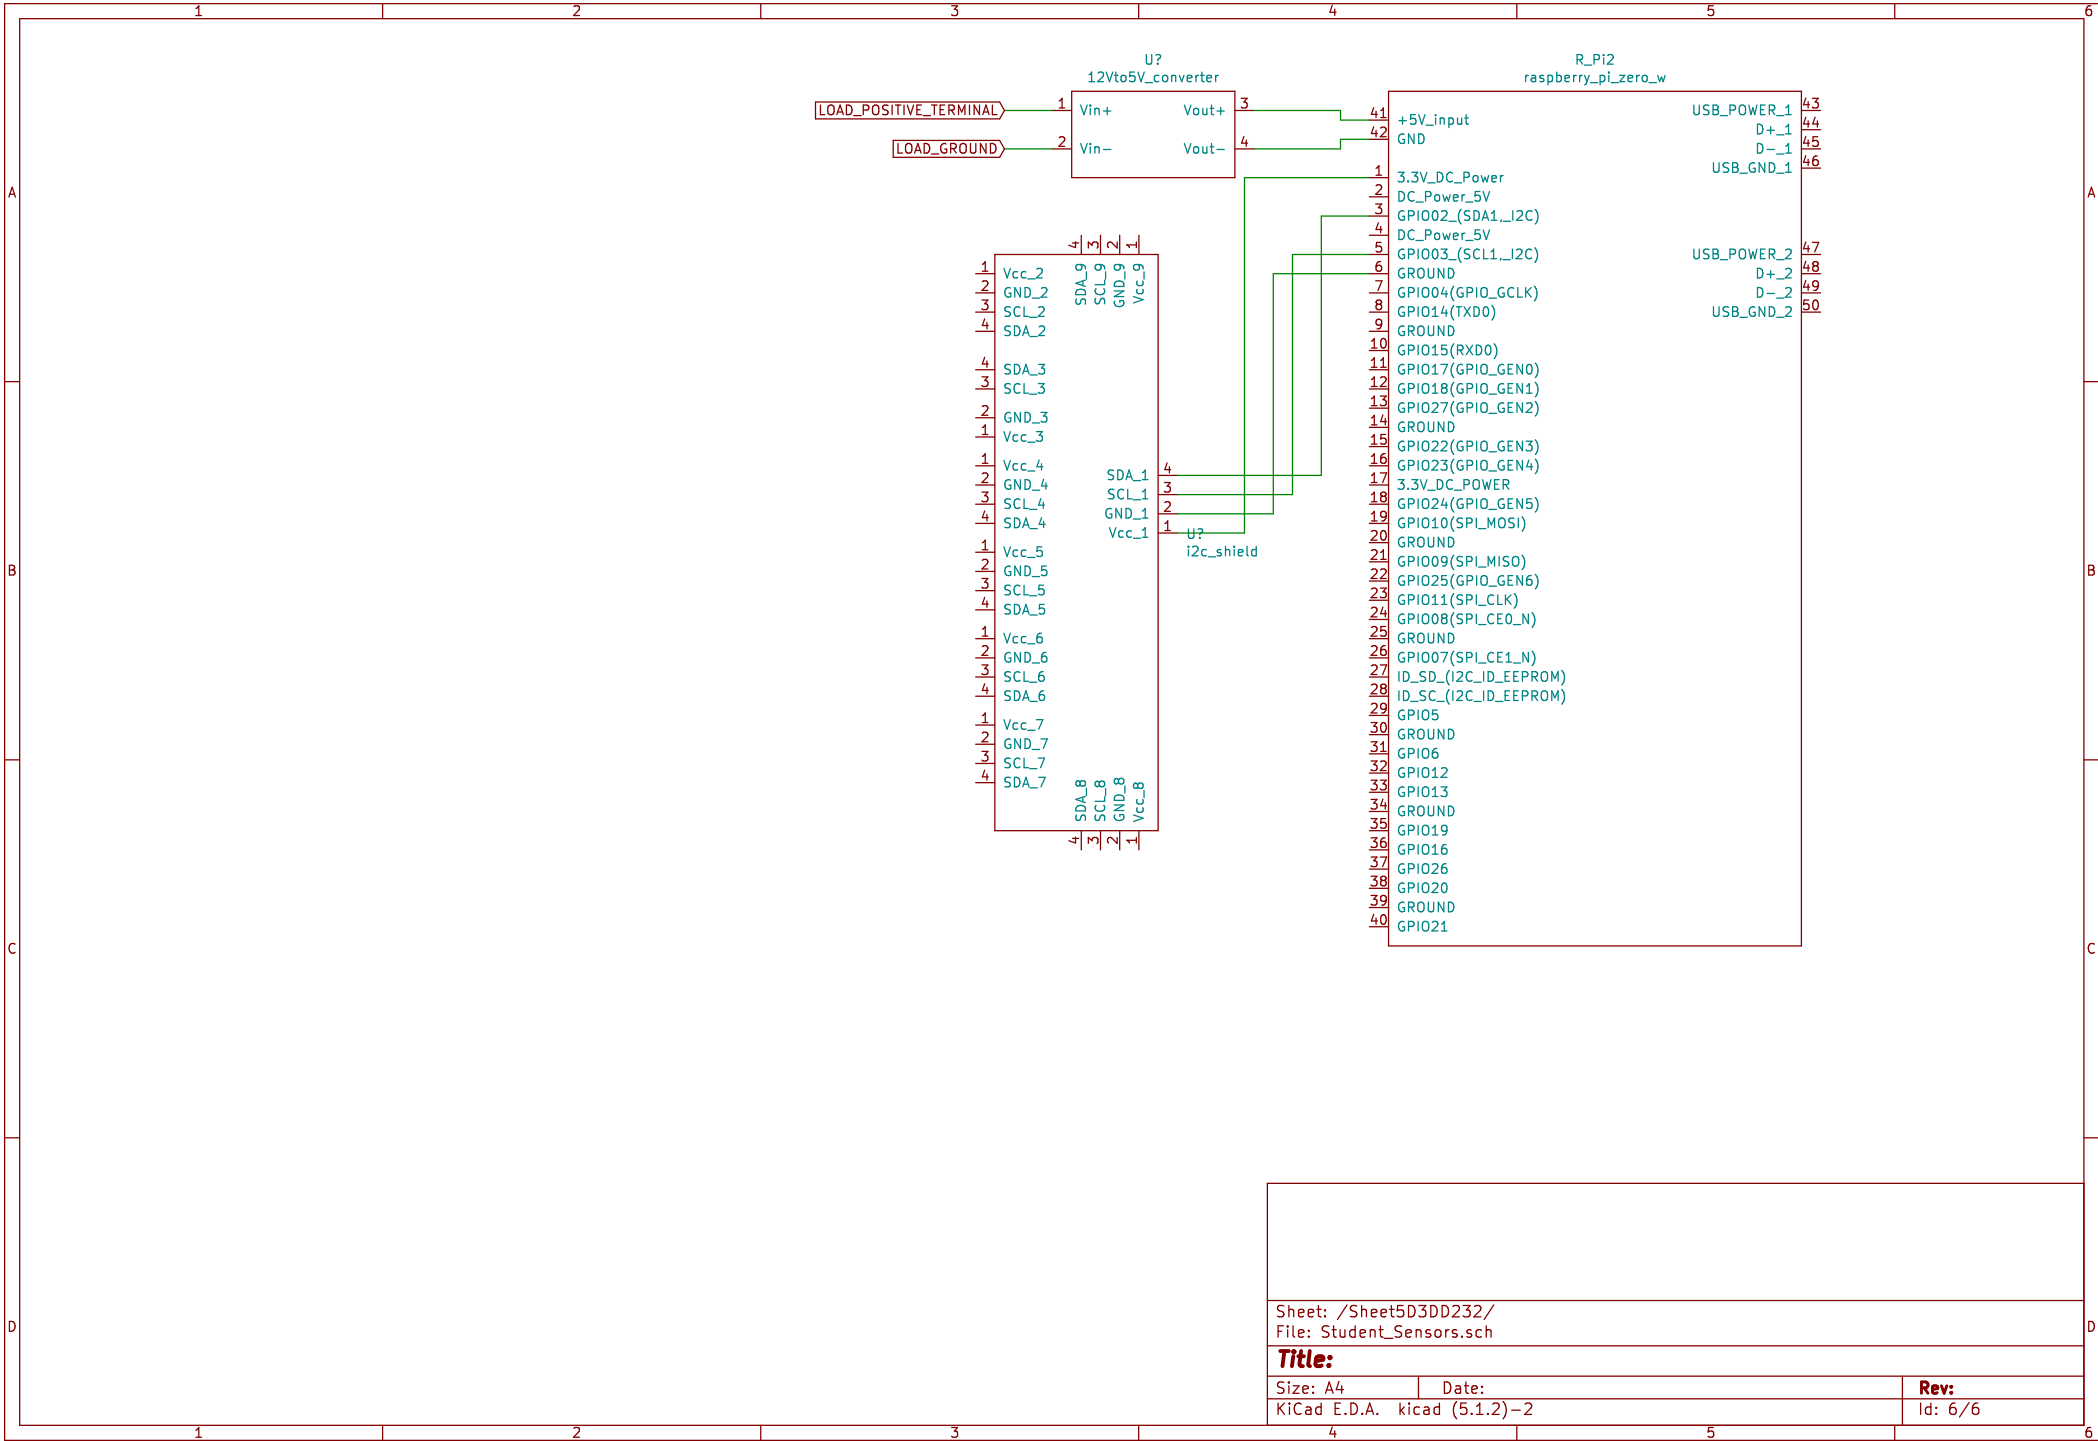 1 2 3 4 5 6
A
B
C
D
A
B
C
D
1 2 3 4 5 6
U?
12Vto5V_converter
LOAD_POSITIVE_TERMINAL
LOAD_GROUND
1 Vin+
2 Vin-
Vout+ 3
Vout- 4
R_Pi2
raspberry_pi_zero_w
41 +5V_input
42 GND
1 3.3V_DC_Power
2 DC_Power_5V
3 GPIO02_(SDA1,_I2C)
4 DC_Power_5V
5 GPIO03_(SCL1,_I2C)
6 GROUND
7 GPIO04(GPIO_GCLK)
8 GPIO14(TXD0)
9 GROUND
10 GPIO15(RXD0)
11 GPIO17(GPIO_GEN0)
12 GPIO18(GPIO_GEN1)
13 GPIO27(GPIO_GEN2)
14 GROUND
15 GPIO22(GPIO_GEN3)
16 GPIO23(GPIO_GEN4)
17 3.3V_DC_POWER
18 GPIO24(GPIO_GEN5)
19 GPIO10(SPI_MOSI)
20 GROUND
21 GPIO09(SPI_MISO)
22 GPIO25(GPIO_GEN6)
23 GPIO11(SPI_CLK)
24 GPIO08(SPI_CE0_N)
25 GROUND
26 GPIO07(SPI_CE1_N)
27 ID_SD_(I2C_ID_EEPROM)
28 ID_SC_(I2C_ID_EEPROM)
29 GPIO5
30 GROUND
31 GPIO6
32 GPIO12
33 GPIO13
34 GROUND
35 GPIO19
36 GPIO16
37 GPIO26
38 GPIO20
39 GROUND
40 GPIO21
USB_POWER_1 43
D+_1 44
D-_1 45
USB_GND_1 46
USB_POWER_2 47
D+_2 48
D-_2 49
USB_GND_2 50
4 SDA_9
3 SCL_9
2 GND_9
1 Vcc_9
1 Vcc_2
2 GND_2
3 SCL_2
4 SDA_2
4 SDA_3
3 SCL_3
2 GND_3
1 Vcc_3
1 Vcc_4
2 GND_4
3 SCL_4
4 SDA_4
1 Vcc_5
2 GND_5
3 SCL_5
4 SDA_5
1 Vcc_6
2 GND_6
3 SCL_6
4 SDA_6
1 Vcc_7
2 GND_7
3 SCL_7
4 SDA_7
SDA_1 4
SCL_1 3
GND_1 2
Vcc_1 1
U?
i2c_shield
4 SDA_8
3 SCL_8
2 GND_8
1 Vcc_8
Sheet: /Sheet5D3DD232/
File: Student_Sensors.sch
Title:
Size: A4 Date: Rev:
KiCad E.D.A. kicad (5.1.2)-2 Id: 6/6